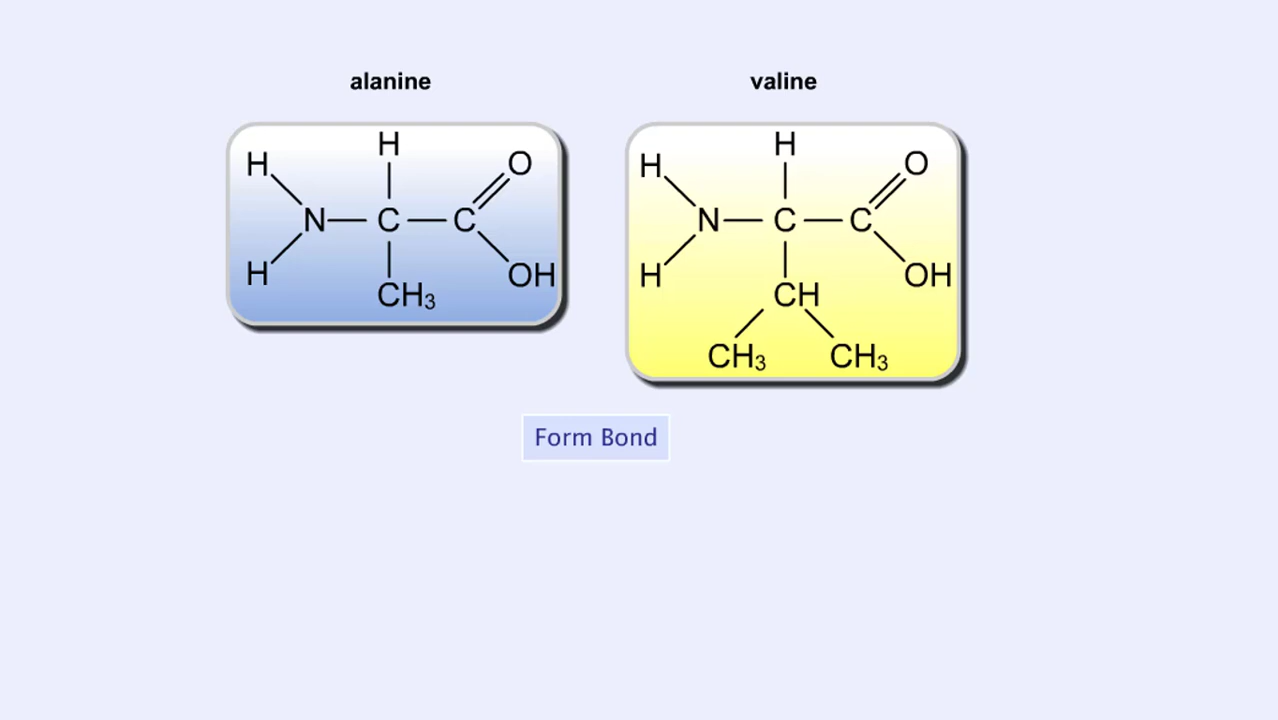 alanine valine
H H O H H O
N C C N C C
H OH H OH
CH₃ CH
CH₃ CH₃
Form Bond